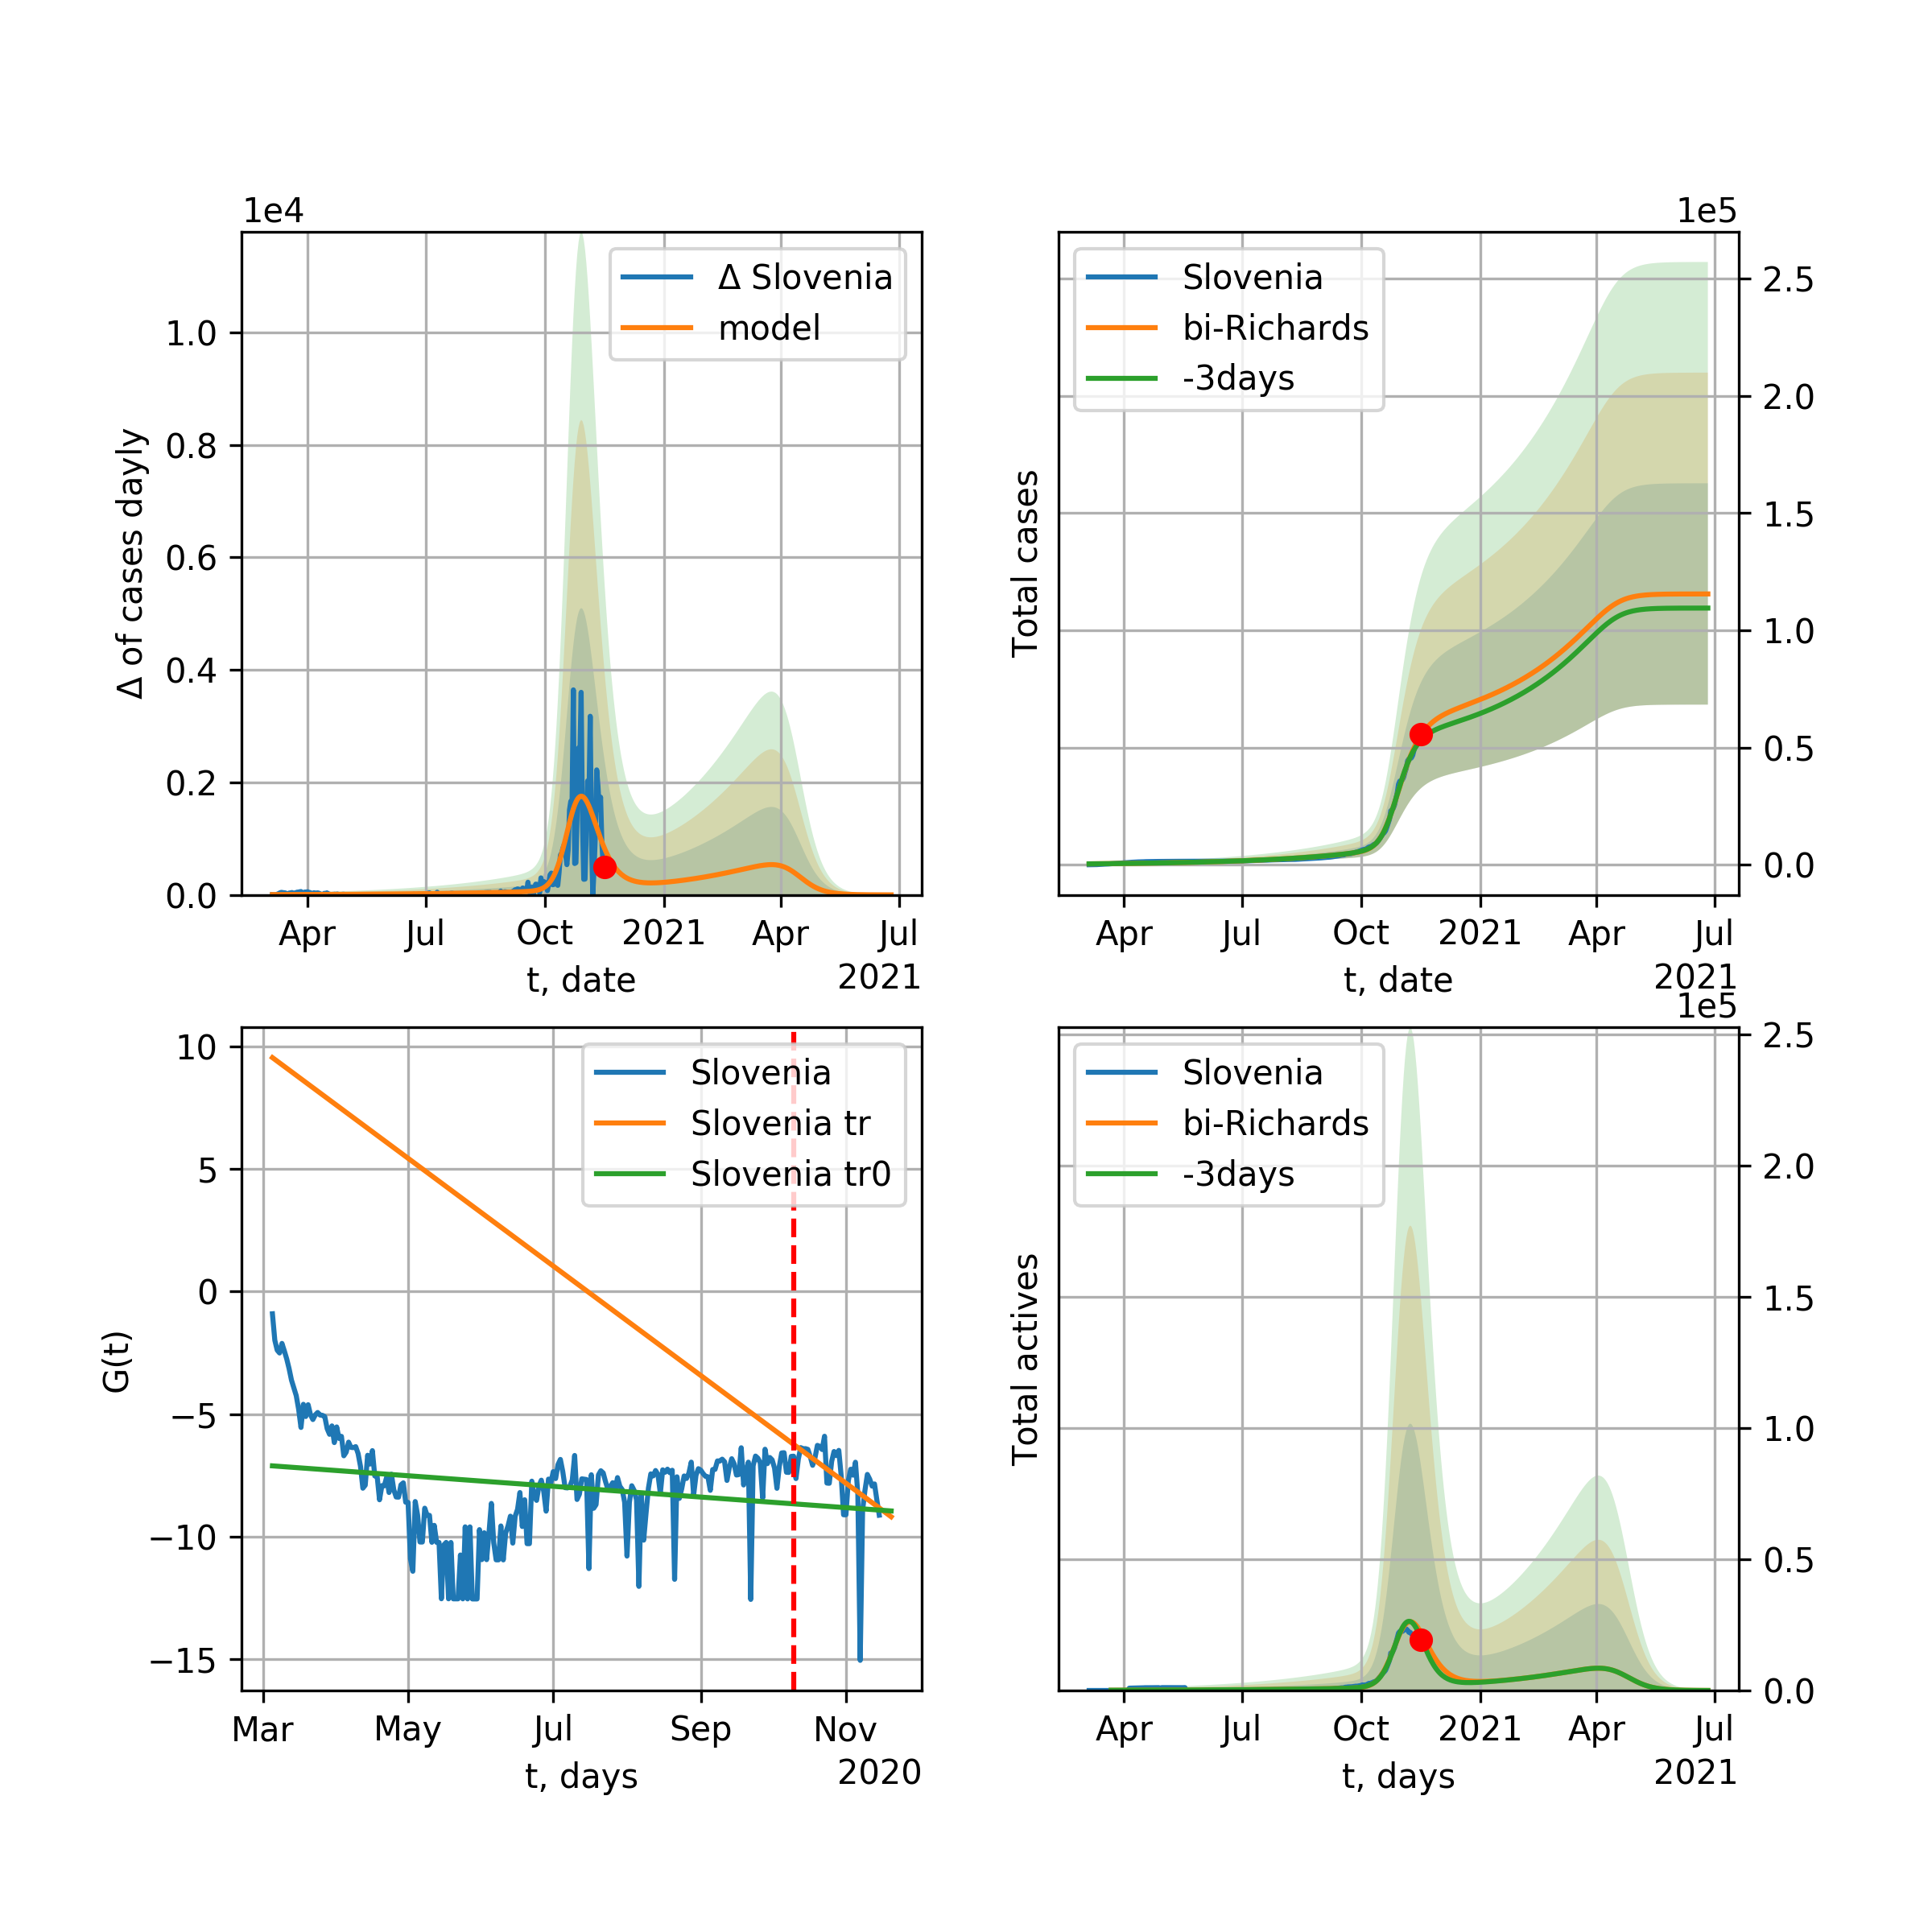 1e4
Δ of cases dayly
1.0
0.8
0.6
0.4
0.2
0.0
Δ Slovenia
model
Apr Jul Oct 2021 Apr Jul
t, date
2021
1e5
Total cases
Slovenia
bi-Richards
-3days
2.5
2.0
1.5
1.0
0.5
0.0
Apr Jul Oct 2021 Apr Jul
t, date
2021
G(t)
10
5
0
−5
−10
−15
Slovenia
Slovenia tr
Slovenia tr0
Mar May Jul Sep Nov
t, days
2020
1e5
Total actives
Slovenia
bi-Richards
-3days
2.5
2.0
1.5
1.0
0.5
0.0
Apr Jul Oct 2021 Apr Jul
t, days
2021